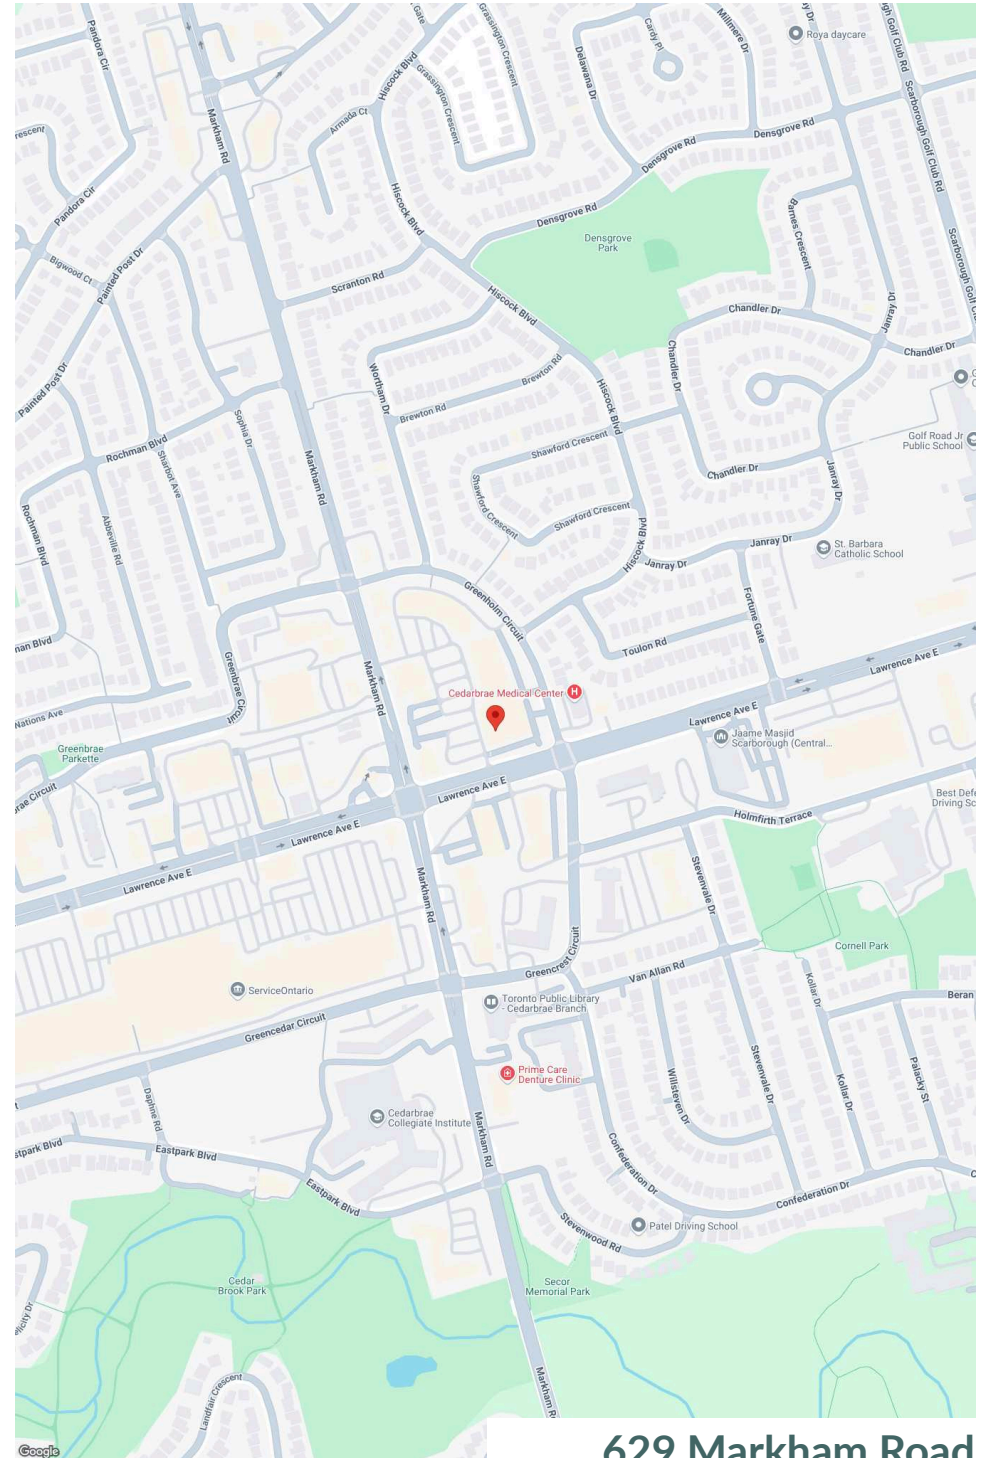 Pandora Cir
Markham Rd
Hiscock Blvd
Grassington Crescent
Grassington Crescent
Delawana Dr
Cardy Pl
Millmere Dr
Roya daycare
Scarborough Golf Club Rd
Armada Ct
Densgrove Rd
Densgrove Rd
Pandora Cir
Hiscock Blvd
Densgrove Rd
Densgrove
Park
Barnes Crescent
Bigwood Ct
Painted Post Dr
Scranton Rd
Hiscock Blvd
Chandler Dr
Janray Dr
Chandler Dr
Painted Post Dr
Wortham Dr
Brewton Rd
Chandler Dr
Brewton Rd
Hiscock Blvd
Sophia Dr
Rochman Blvd
Shawford Crescent
Golf Road Jr
Public School
Markham Rd
Sharbot Ave
Shawford Crescent
Chandler Dr
Janray Dr
Rochman Blvd
Abbeville Rd
Shawford Crescent
Hiscock Blvd
Janray Dr
St. Barbara
Catholic School
Janray Dr
Greenholm Circuit
Fortune Gate
Toulon Rd
Lawrence Ave E
Greenbrae Circuit
Markham Rd
Cedarbrae Medical Center
Lawrence Ave E
Nations Ave
Jaame Masjid
Scarborough (Central...
Greenbrae
Parkette
Lawrence Ave E
Best Defe
Driving Sc
Holmfirth Terrace
Lawrence Ave E
Lawrence Ave E
Markham Rd
Stevenvale Dr
Cornell Park
Greencrest Circuit
Van Allan Rd
Kollar Dr
ServiceOntario
Toronto Public Library
- Cedarbrae Branch
Beran
Greencedar Circuit
Prime Care
Denture Clinic
Willsteven Dr
Stevenvale Dr
Kollar Dr
Palacky St
Daphne Rd
Cedarbrae
Collegiate Institute
Markham Rd
Eastpark Blvd
Confederation Dr
Eastpark Blvd
Confederation Dr
Stevenwood Rd
Patel Driving School
Cedar
Brook Park
Secor
Memorial Park
Landfair Crescent
Markham R
Google
629 Markham Road